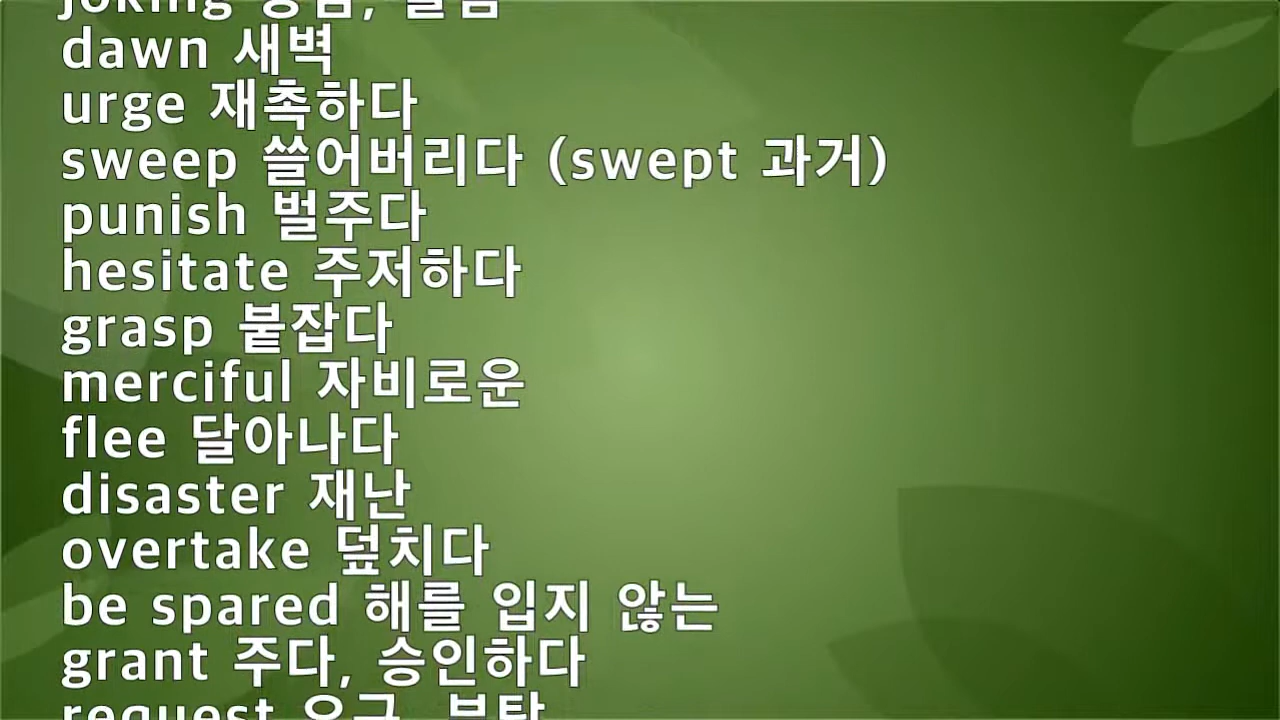 joking
dawn 새벽
urge 재촉하다
sweep 쓸어버리다 (swept 과거)
punish 벌주다
hesitate 주저하다
grasp 붙잡다
merciful 자비로운
flee 달아나다
disaster 재난
overtake 덮치다
be spared 해를 입지 않는
grant 주다, 승인하다
request